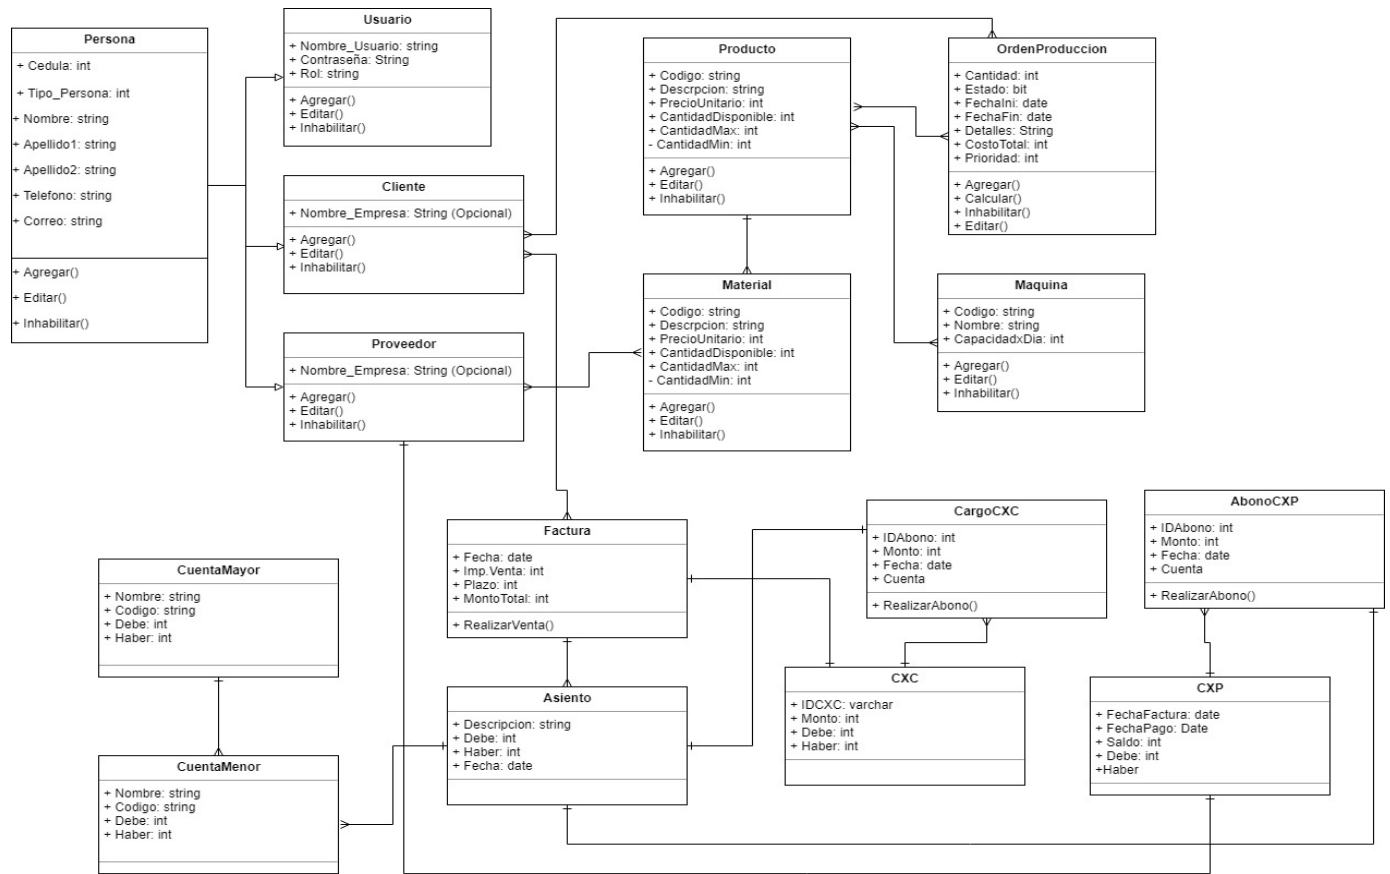 Persona
+ Cedula: int
+ Tipo_Persona: int
+ Nombre: string
+ Apellido1: string
+ Apellido2: string
+ Telefono: string
+ Correo: string
+ Agregar()
+ Editar()
+ Inhabilitar()
Usuario
+ Nombre_Usuario: string
+ Contraseña: String
+ Rol: string
+ Agregar()
+ Editar()
+ Inhabilitar()
Cliente
+ Nombre_Empresa: String (Opcional)
+ Agregar()
+ Editar()
+ Inhabilitar()
Proveedor
+ Nombre_Empresa: String (Opcional)
+ Agregar()
+ Editar()
+ Inhabilitar()
Producto
+ Codigo: string
+ Descrpcion: string
+ PrecioUnitario: int
+ CantidadDisponible: int
+ CantidadMax: int
- CantidadMin: int
+ Agregar()
+ Editar()
+ Inhabilitar()
OrdenProduccion
+ Cantidad: int
+ Estado: bit
+ FechaIni: date
+ FechaFin: date
+ Detalles: String
+ CostoTotal: int
+ Prioridad: int
+ Agregar()
+ Calcular()
+ Inhabilitar()
+ Editar()
Material
+ Codigo: string
+ Descrpcion: string
+ PrecioUnitario: int
+ CantidadDisponible: int
+ CantidadMax: int
- CantidadMin: int
+ Agregar()
+ Editar()
+ Inhabilitar()
Maquina
+ Codigo: string
+ Nombre: string
+ CapacidadxDia: int
+ Agregar()
+ Editar()
+ Inhabilitar()
Factura
+ Fecha: date
+ Imp.Venta: int
+ Plazo: int
+ MontoTotal: int
+ RealizarVenta()
CargoCXC
+ IDAbono: int
+ Monto: int
+ Fecha: date
+ Cuenta
+ RealizarAbono()
AbonoCXP
+ IDAbono: int
+ Monto: int
+ Fecha: date
+ Cuenta
+ RealizarAbono()
CuentaMayor
+ Nombre: string
+ Codigo: string
+ Debe: int
+ Haber: int
Asiento
+ Descripcion: string
+ Debe: int
+ Haber: int
+ Fecha: date
CXC
+ IDCXC: varchar
+ Monto: int
+ Debe: int
+ Haber: int
CXP
+ FechaFactura: date
+ FechaPago: Date
+ Saldo: int
+ Debe: int
+Haber
CuentaMenor
+ Nombre: string
+ Codigo: string
+ Debe: int
+ Haber: int